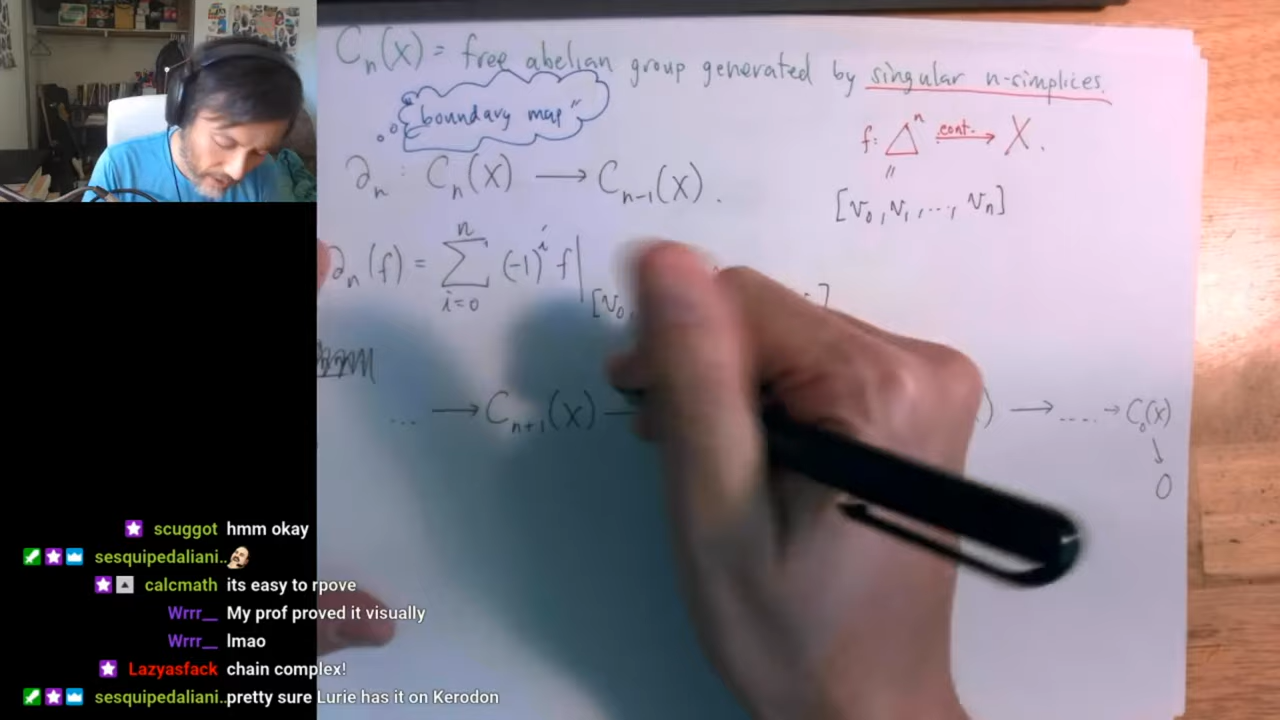 Cₙ(X) = free abelian group generated by singular n-simplices.
"boundary map"
f: Δⁿ cont. → X.
∂ₙ : Cₙ(X) → Cₙ₋₁(X).
[v₀, v₁, ..., vₙ]
∂ₙ(f) = Σ i=0 n (-1)ⁱ f| [v₀, ]
... → Cₙ₊₁(X) → ) → .... → C₀(X)
↓
0
scuggot hmm okay
sesquipedaliani..
calcmath its easy to rpove
Wrrr__ My prof proved it visually
Wrrr__ lmao
Lazyasfack chain complex!
sesquipedaliani.. pretty sure Lurie has it on Kerodon